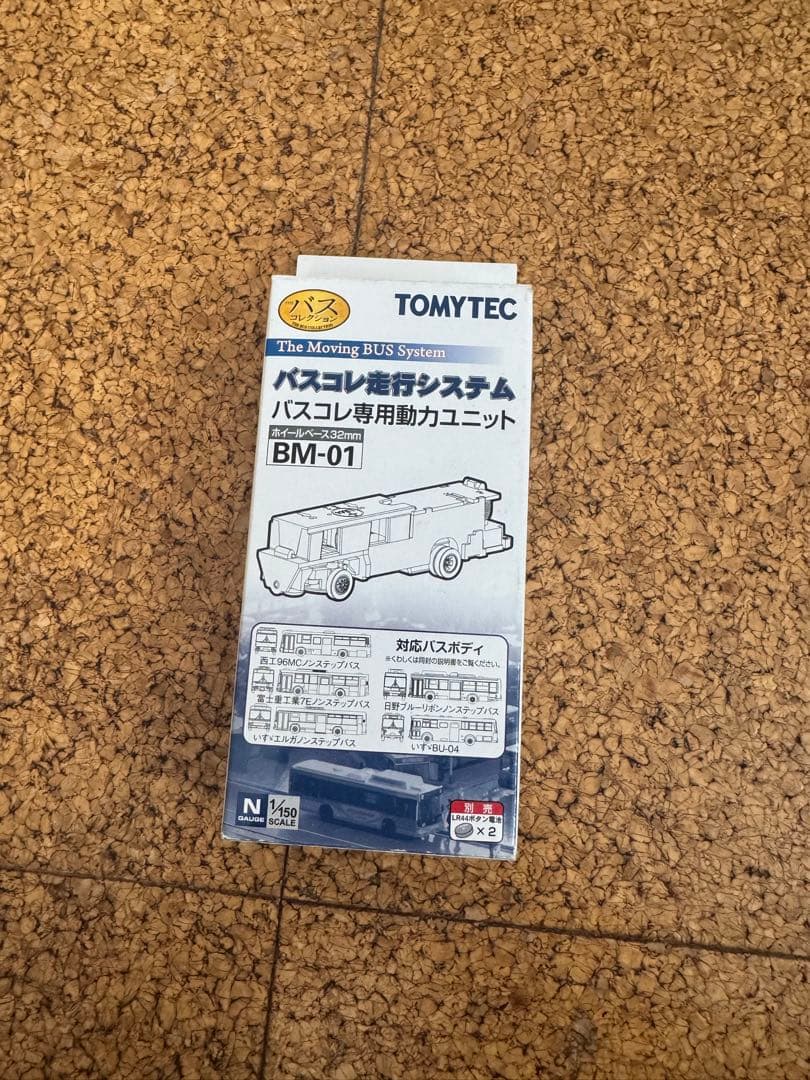 THE バス
コレクション
THE BUS COLLECTION
TOMYTEC
The Moving BUS System
バスコレ走行システム
バスコレ専用動力ユニット
ホイールベース32mm
BM-01
対応バスボディ
※くわしくは同封の説明書をご覧ください。
西工96MCノンステップバス
富士重工業7Eノンステップバス
日野ブルーリボンノンステップバス
いすゞエルガノンステップバス
いすゞBU-04
N
GAUGE
1/150
SCALE
別売
LR44ボタン電池
×2